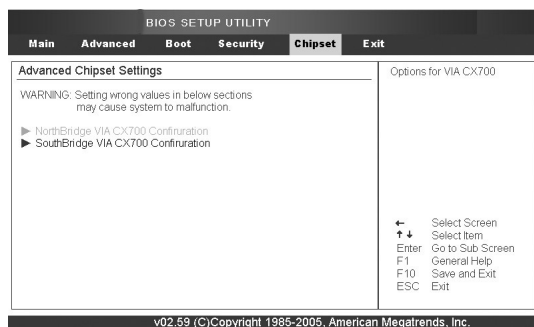 BIOS SETUP UTILITY
Main Advanced Boot Security Chipset Exit
Advanced Chipset Settings
WARNING: Setting wrong values in below sections
may cause system to malfunction.
▶ NorthBridge VIA CX700 Confiruration
▶ SouthBridge VIA CX700 Confiruration
Options for VIA CX700
← Select Screen
↑↓ Select Item
Enter Go to Sub Screen
F1 General Help
F10 Save and Exit
ESC Exit
v02.59 (C)Copyright 1985-2005, American Megatrends, Inc.